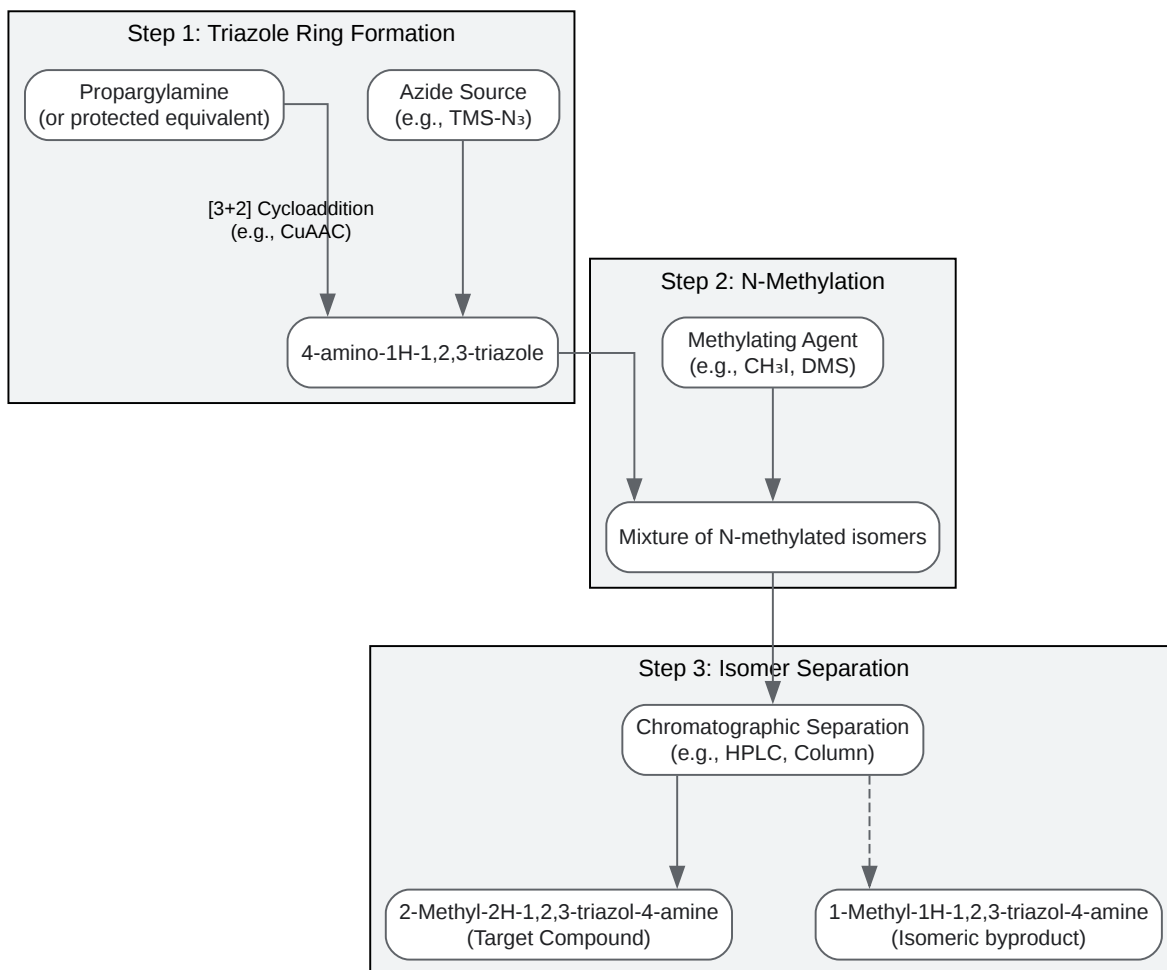 Step 1: Triazole Ring Formation
Propargylamine
(or protected equivalent)
Azide Source
(e.g., TMS-N₃)
[3+2] Cycloaddition
(e.g., CuAAC)
4-amino-1H-1,2,3-triazole
Step 2: N-Methylation
Methylating Agent
(e.g., CH₃I, DMS)
Mixture of N-methylated isomers
Step 3: Isomer Separation
Chromatographic Separation
(e.g., HPLC, Column)
2-Methyl-2H-1,2,3-triazol-4-amine
(Target Compound)
1-Methyl-1H-1,2,3-triazol-4-amine
(Isomeric byproduct)